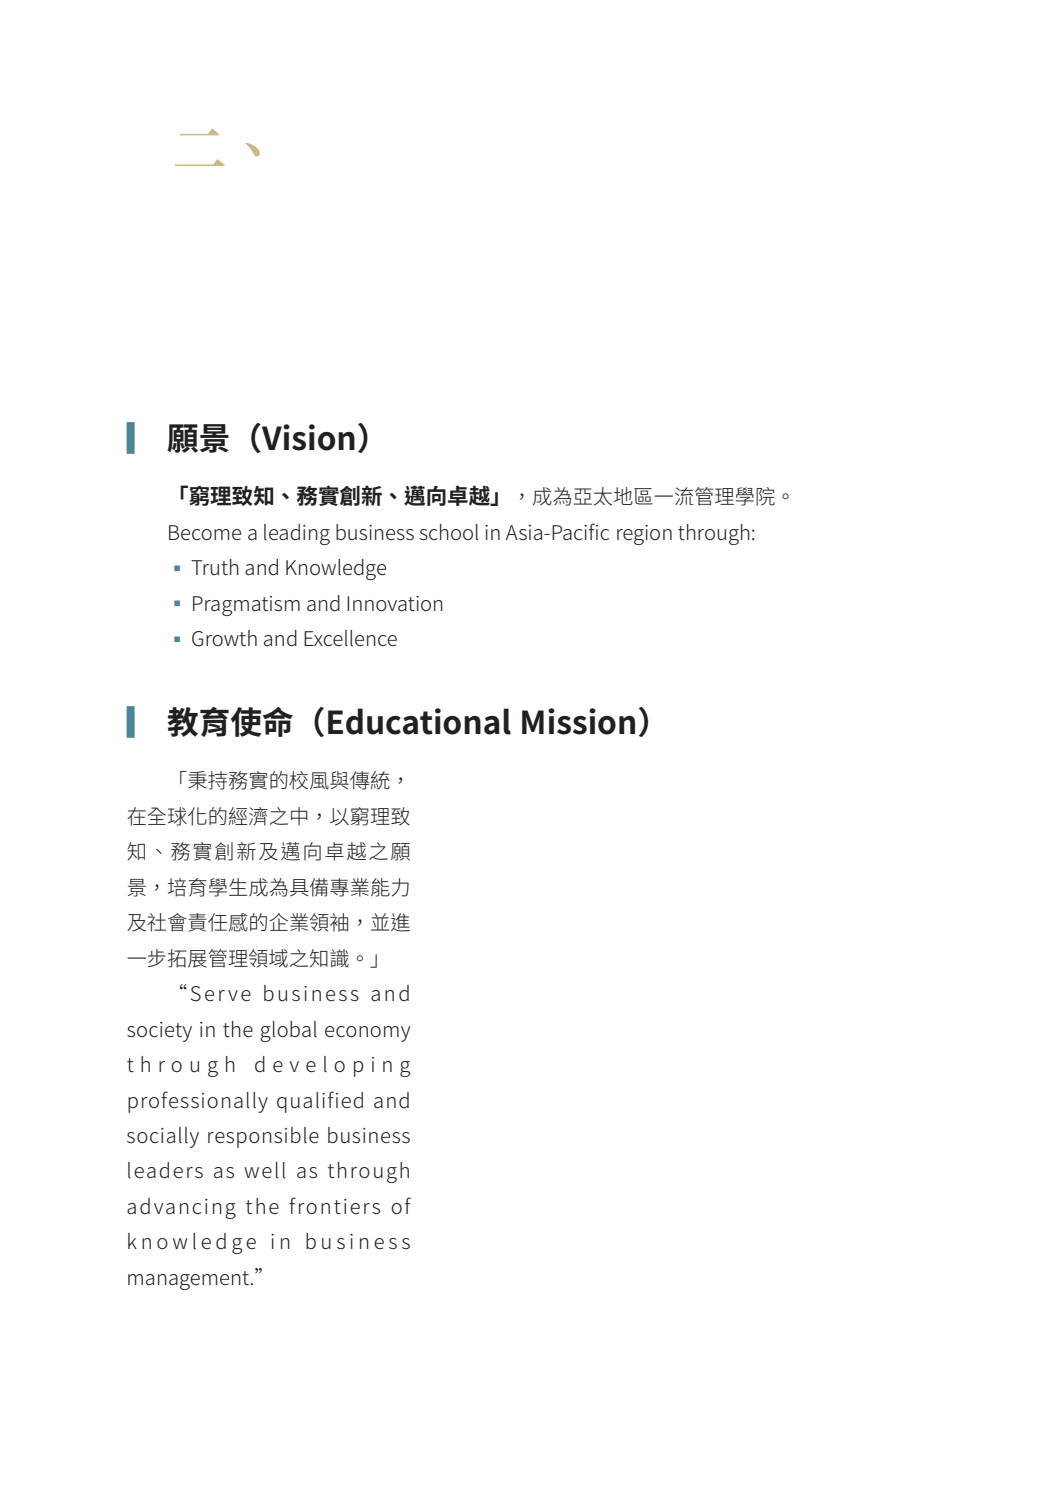 二、
願景（Vision）
「窮理致知、務實創新、邁向卓越」，成為亞太地區一流管理學院。
Become a leading business school in Asia-Pacific region through:
▪ Truth and Knowledge
▪ Pragmatism and Innovation
▪ Growth and Excellence
教育使命（Educational Mission）
「秉持務實的校風與傳統，
在全球化的經濟之中，以窮理致
知、務實創新及邁向卓越之願
景，培育學生成為具備專業能力
及社會責任感的企業領袖，並進
一步拓展管理領域之知識。」
“Serve business and
society in the global economy
through developing
professionally qualified and
socially responsible business
leaders as well as through
advancing the frontiers of
knowledge in business
management.”